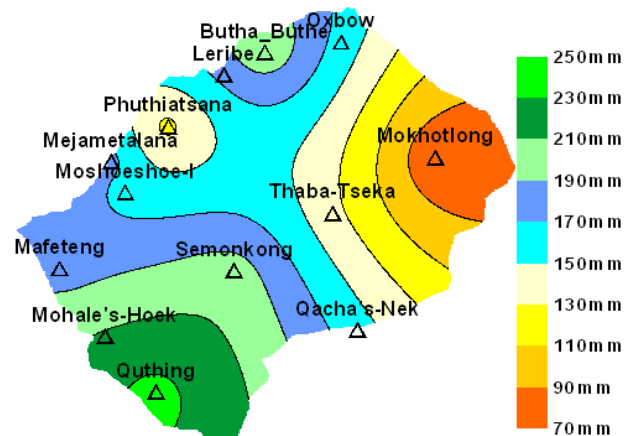 Oxbow
Butha_Buthe
Leribe
Phuthiatsana
Mejametalana
Moshoeshoe-I
Mokhotlong
Thaba-Tseka
Mafeteng
Semonkong
Mohale's-Hoek
Qacha's-Nek
Quthing
250mm
230mm
210mm
190mm
170mm
150mm
130mm
110mm
90mm
70mm